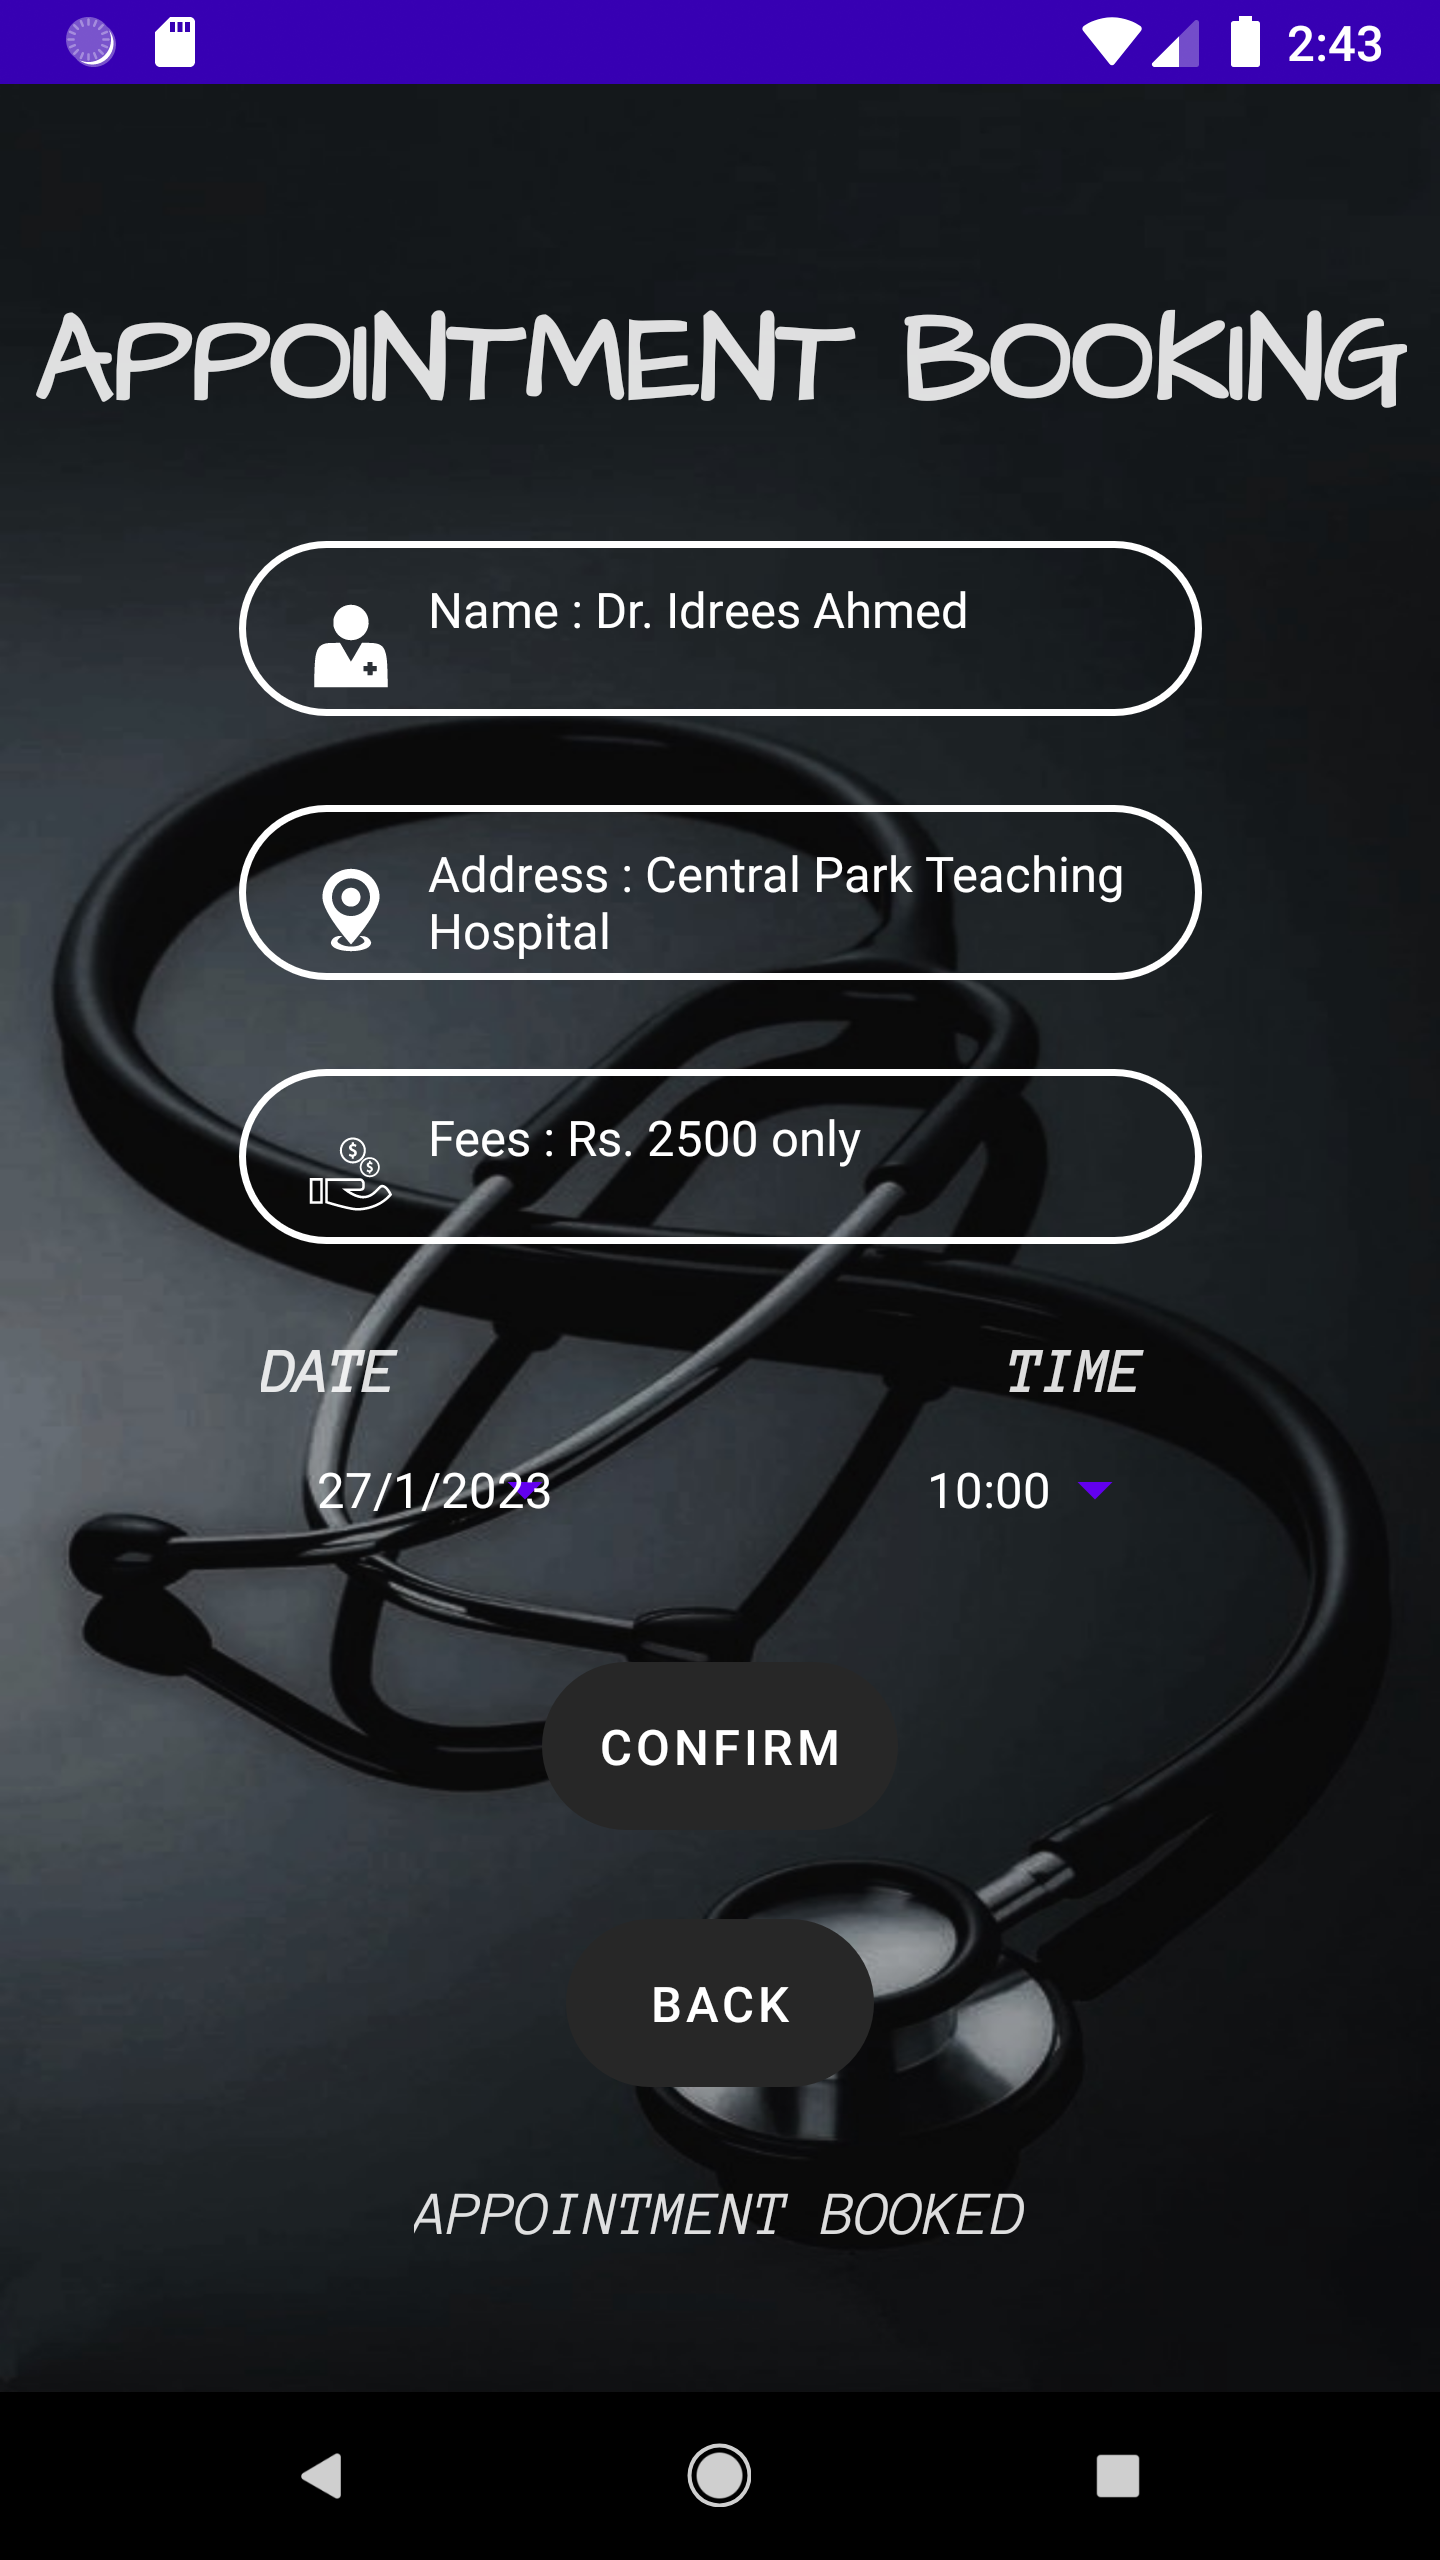 2:43
APPOINTMENT BOOKING
Name : Dr. Idrees Ahmed
Address : Central Park Teaching
Hospital
Fees : Rs. 2500 only
DATE TIME
27/1/2023 10:00
CONFIRM
BACK
APPOINTMENT BOOKED